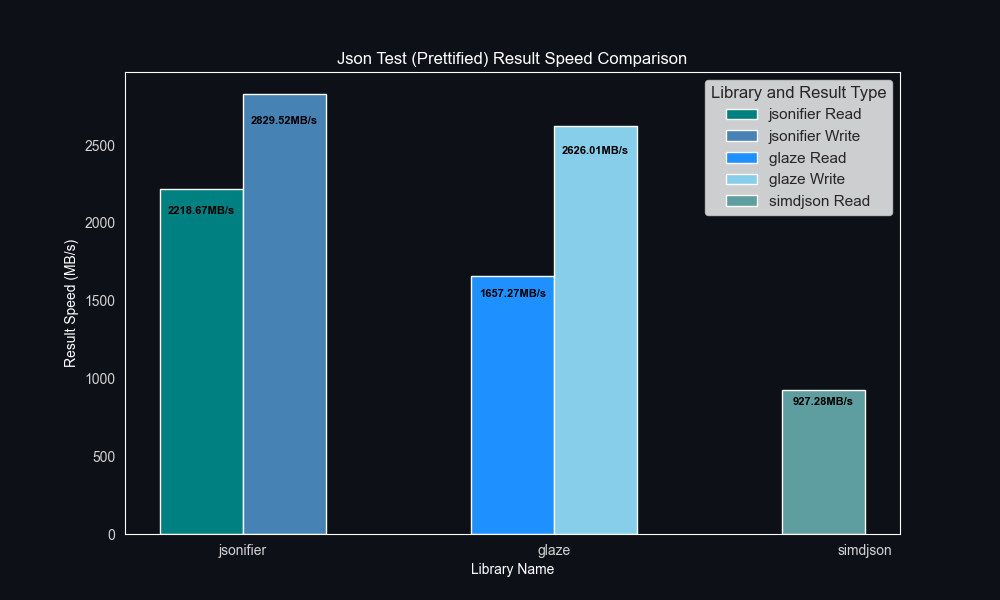 Json Test (Prettified) Result Speed Comparison
Library and Result Type
jsonifier Read
jsonifier Write
glaze Read
glaze Write
simdjson Read
2829.52MB/s
2626.01MB/s
2218.67MB/s
1657.27MB/s
927.28MB/s
Result Speed (MB/s)
2500
2000
1500
1000
500
0
jsonifier
glaze
simdjson
Library Name